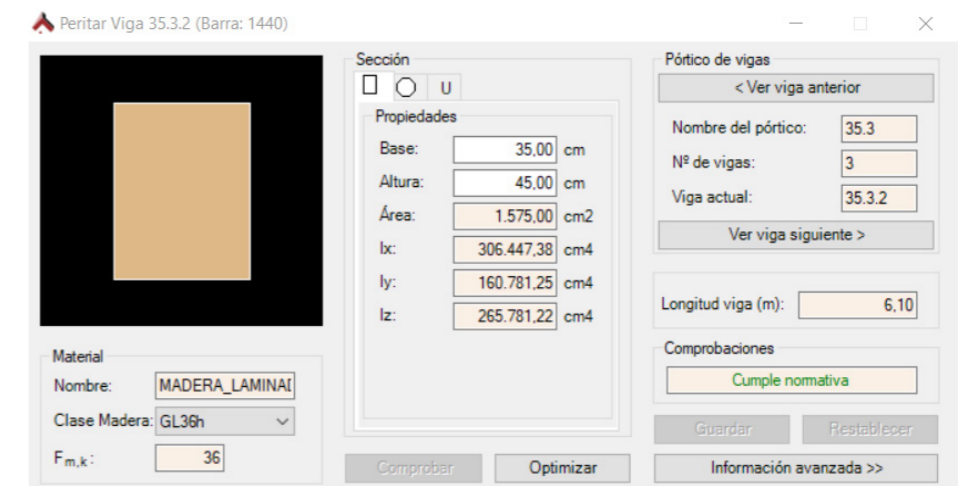 Peritar Viga 35.3.2 (Barra: 1440)
Sección
U
Propiedades
Base: 35,00 cm
Altura: 45,00 cm
Área: 1.575,00 cm2
Ix: 306.447,38 cm4
Iy: 160.781,25 cm4
Iz: 265.781,22 cm4
Comprobar Optimizar
Material
Nombre: MADERA_LAMINAD
Clase Madera: GL36h
Fm,k: 36
Pórtico de vigas
< Ver viga anterior
Nombre del pórtico: 35.3
Nº de vigas: 3
Viga actual: 35.3.2
Ver viga siguiente >
Longitud viga (m): 6,10
Comprobaciones
Cumple normativa
Guardar Restablecer
Información avanzada >>